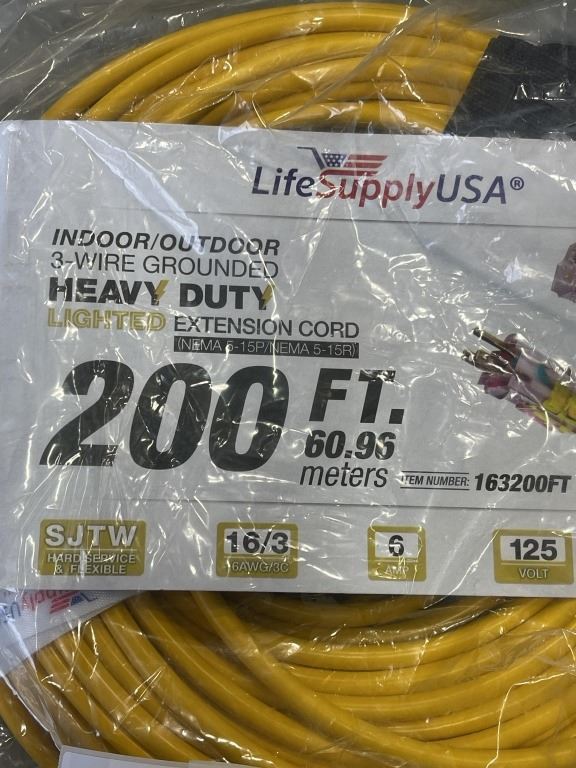 LifeSupplyUSA®
INDOOR/OUTDOOR
3-WIRE GROUNDED
HEAVY DUTY
LIGHTED EXTENSION CORD
(NEMA 5-15P/NEMA 5-15R)
200 FT.
60.96
meters
ITEM NUMBER: 163200FT
SJTW
HARD SERVICE
& FLEXIBLE
16/3
16AWG/3C
6
AMP
125
VOLT
SupplyUS